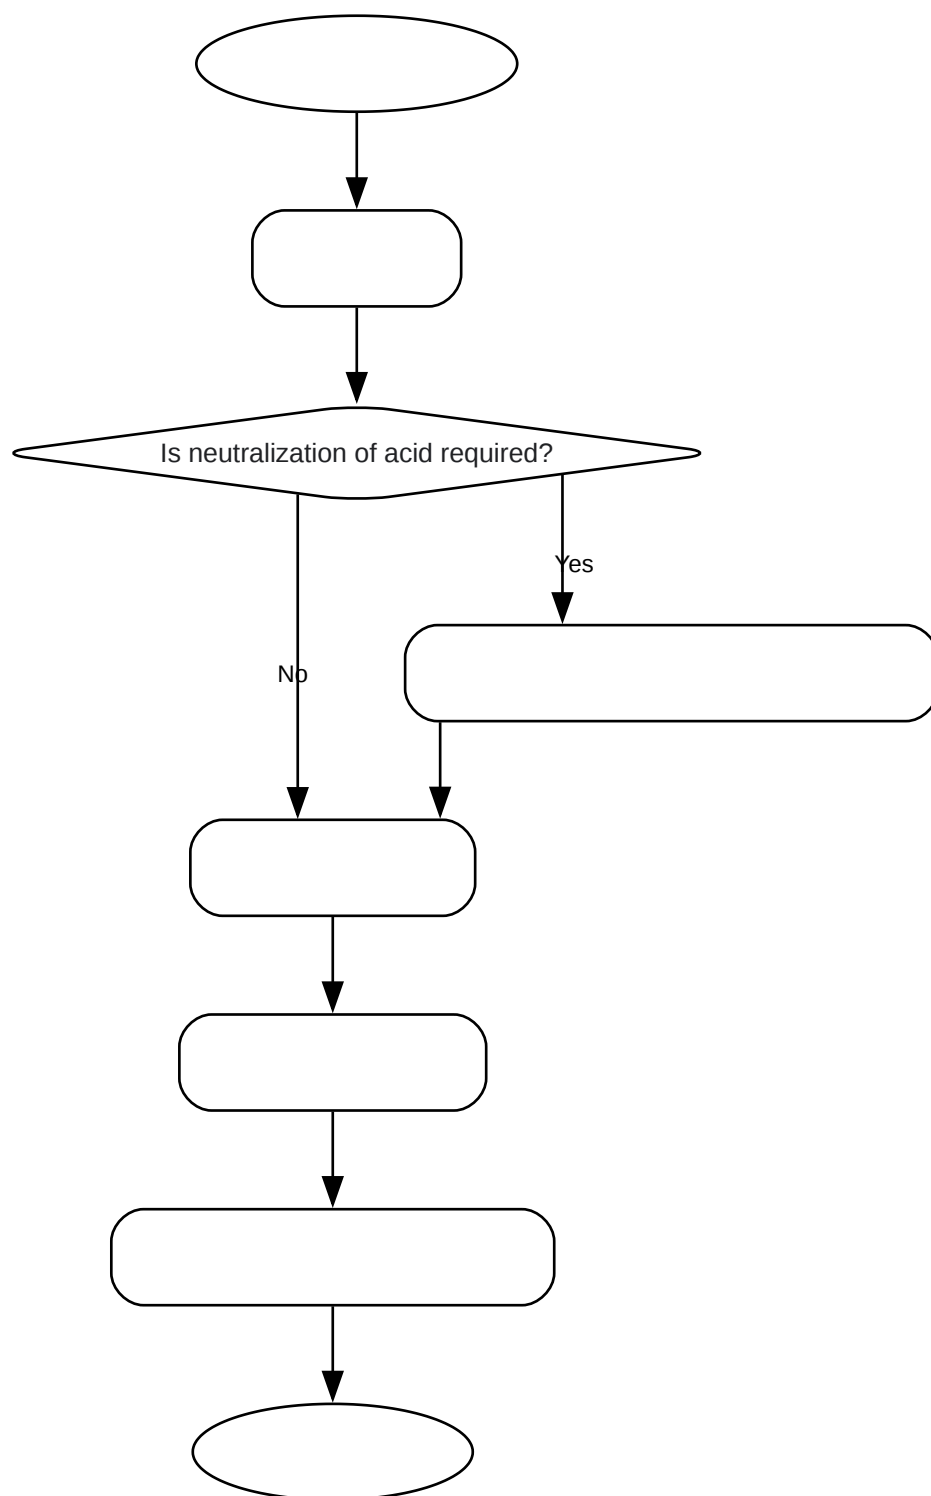 Is neutralization of acid required?
Yes
No